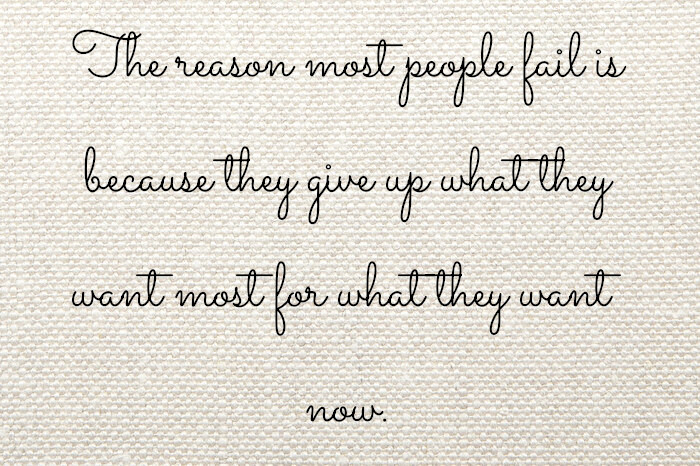 The reason most people fail is
because they give up what they
want most for what they want
now.